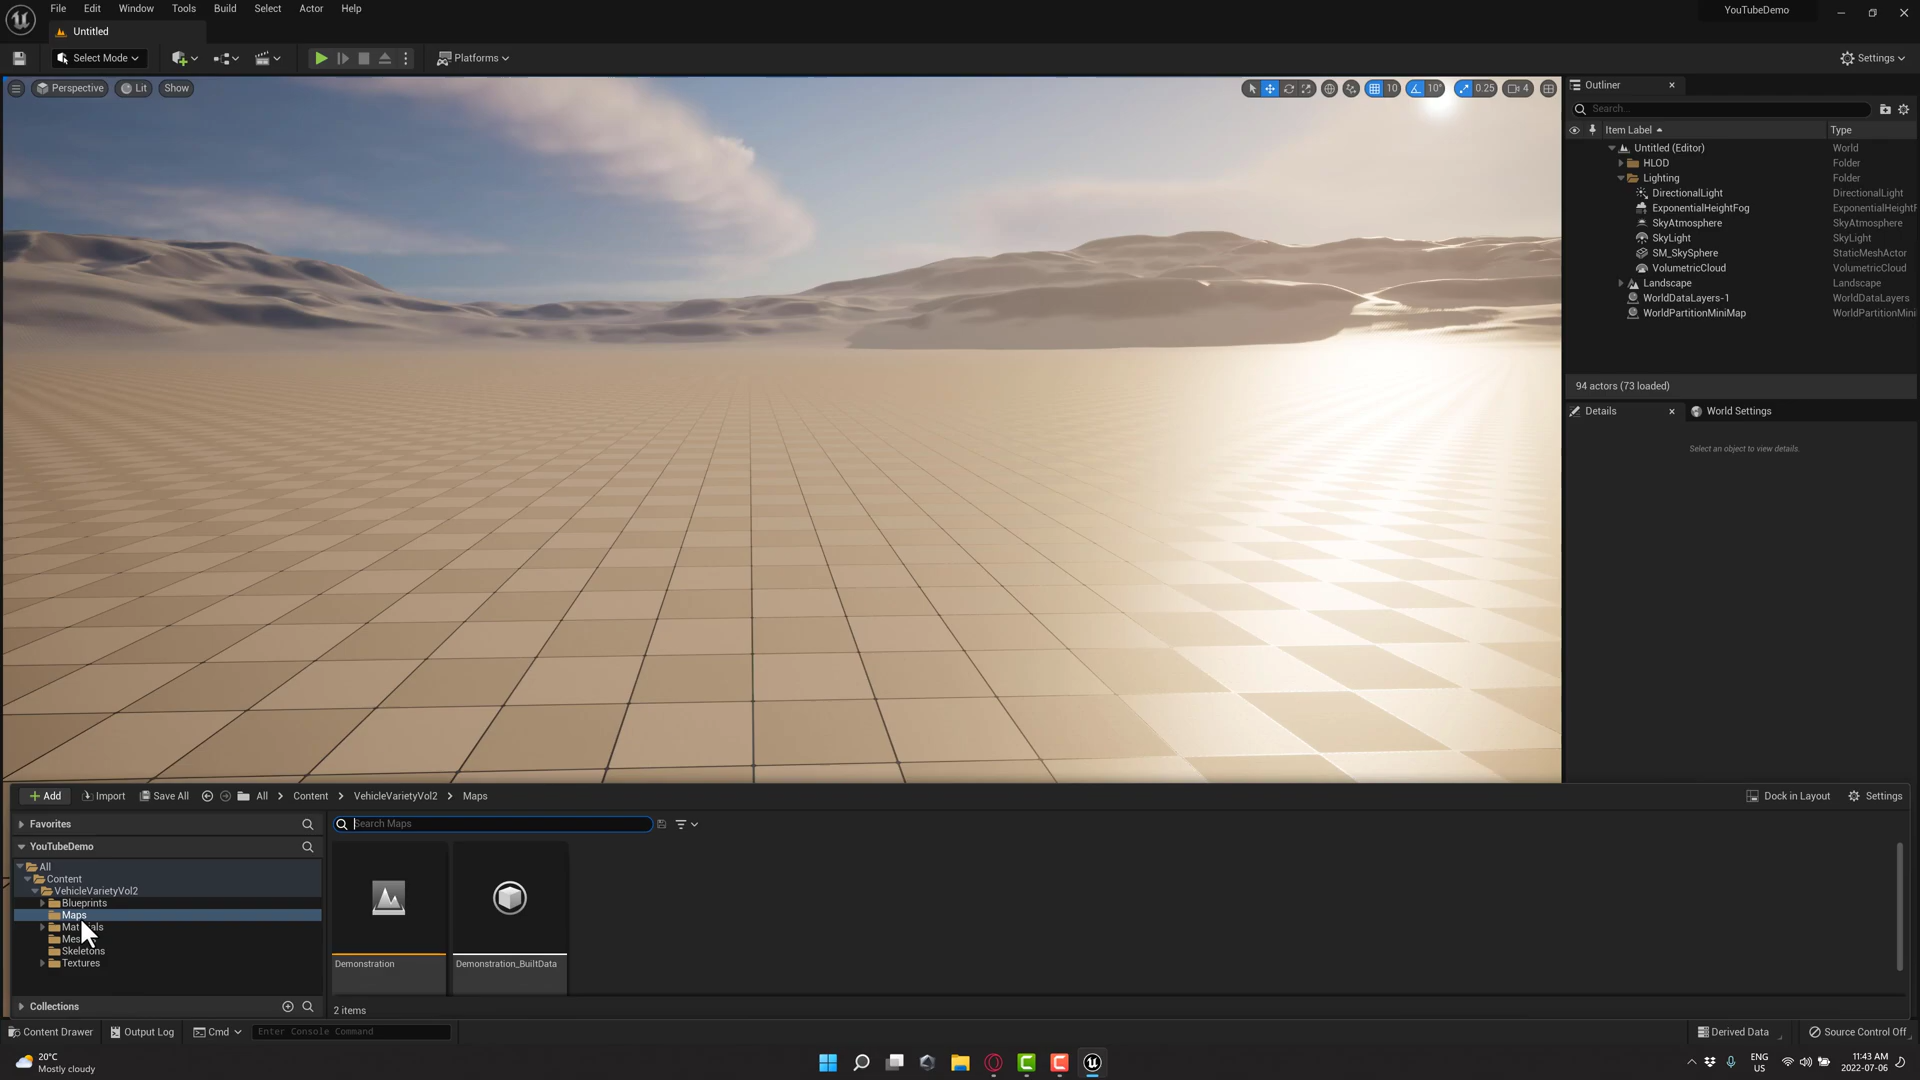 File Edit Window Tools Build Select Actor Help
YouTubeDemo
Untitled
Select Mode
Platforms
Settings
Perspective Lit Show
10 10° 0.25 4
Outliner
Search...
Item Label Type
Untitled (Editor) World
HLOD Folder
Lighting Folder
DirectionalLight DirectionalLight
ExponentialHeightFog ExponentialHeightF
SkyAtmosphere SkyAtmosphere
SkyLight SkyLight
SM_SkySphere StaticMeshActor
VolumetricCloud VolumetricCloud
Landscape Landscape
WorldDataLayers-1 WorldDataLayers
WorldPartitionMiniMap WorldPartitionMini
94 actors (73 loaded)
Details World Settings
Select an object to view details.
Add Import Save All All Content VehicleVarietyVol2 Maps
Dock in Layout Settings
Favorites
Search Maps
YouTubeDemo
All
Content
VehicleVarietyVol2
Blueprints
Maps
Skeletons
Textures
Demonstration Demonstration_BuiltData
Collections
2 items
Content Drawer Output Log Cmd Enter Console Command
Derived Data Source Control Off
20°C
Mostly cloudy
ENG
US
11:43 AM
2022-07-06